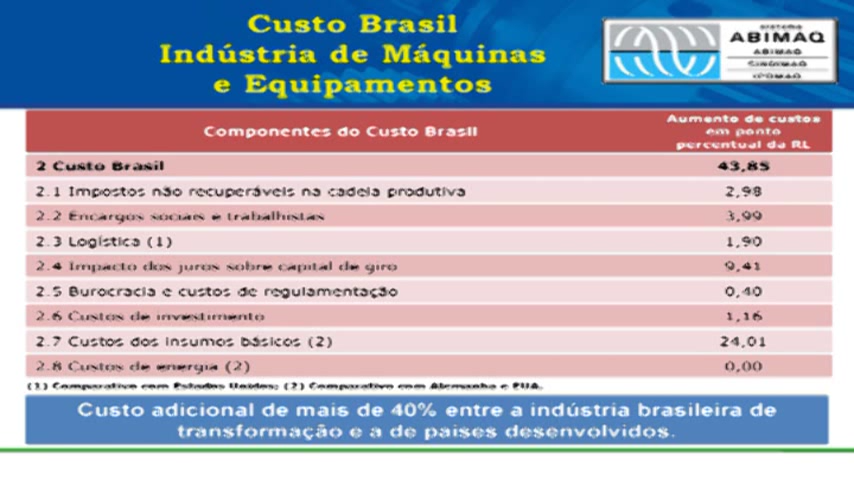 Custo Brasil
Indústria de Máquinas
e Equipamentos
SISTEMA
ABIMAQ
ABIMAQ
SINDIMAQ
IPDMAQ
Componentes do Custo Brasil
Aumento de custos
em ponto
percentual da RL
2 Custo Brasil 43,85
2.1 Impostos não recuperáveis na cadeia produtiva 2,98
2.2 Encargos sociais e trabalhistas 3,99
2.3 Logística (1) 1,90
2.4 Impacto dos juros sobre capital de giro 9,41
2.5 Burocracia e custos de regulamentação 0,40
2.6 Custos de investimento 1,16
2.7 Custos dos insumos básicos (2) 24,01
2.8 Custos de energia (2) 0,00
(1) Comparativo com Estados Unidos; (2) Comparativo com Alemanha e EUA.
Custo adicional de mais de 40% entre a indústria brasileira de
transformação e a de países desenvolvidos.